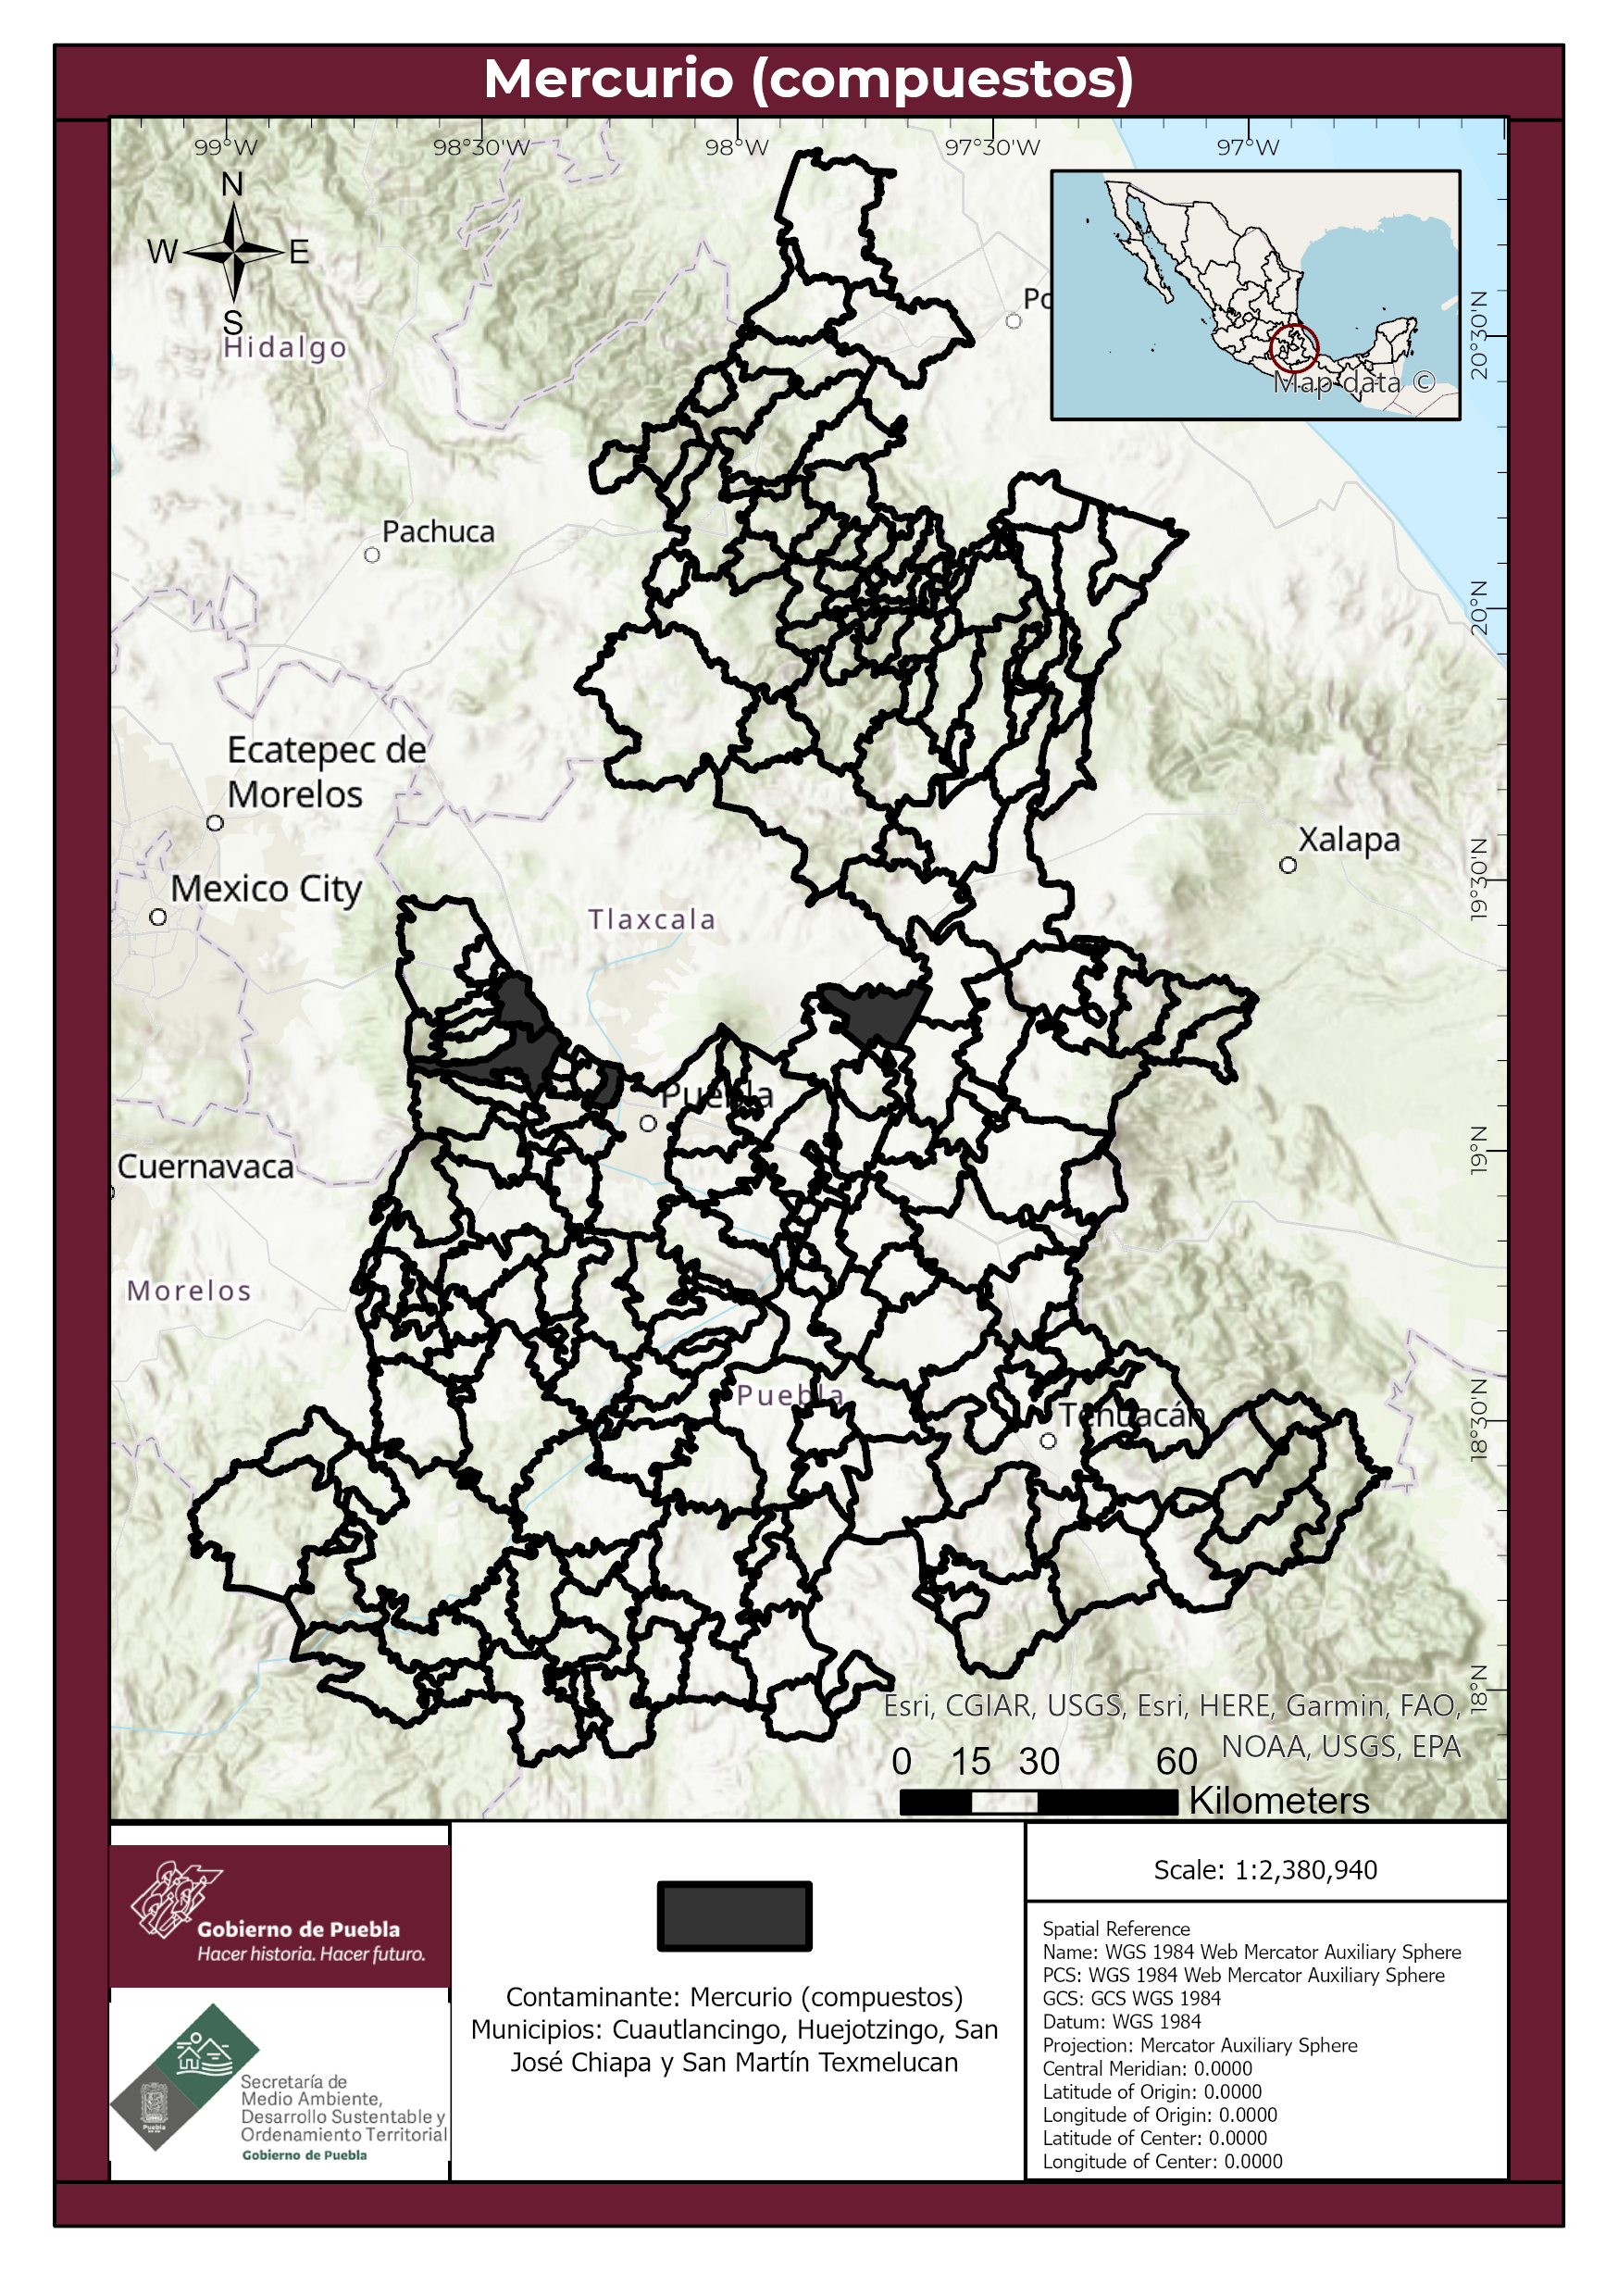 Mercurio (compuestos)
99°W
98°30'W
98°W
97°30'W
97°W
N
W
E
S
Hidalgo
Po
Map data ©
20°30'N
Pachuca
20°N
Ecatepec de
Morelos
Xalapa
19°30'N
Mexico City
Tlaxcala
Puebla
19°N
Cuernavaca
Morelos
Puebla
Tehuacán
18°30'N
18°N
Esri, CGIAR, USGS, Esri, HERE, Garmin, FAO,
NOAA, USGS, EPA
0 15 30 60
Kilometers
Gobierno de Puebla
Hacer historia. Hacer futuro.
Secretaría de
Medio Ambiente,
Desarrollo Sustentable y
Ordenamiento Territorial
Gobierno de Puebla
Puebla
Contaminante: Mercurio (compuestos)
Municipios: Cuautlancingo, Huejotzingo, San
José Chiapa y San Martín Texmelucan
Scale: 1:2,380,940
Spatial Reference
Name: WGS 1984 Web Mercator Auxiliary Sphere
PCS: WGS 1984 Web Mercator Auxiliary Sphere
GCS: GCS WGS 1984
Datum: WGS 1984
Projection: Mercator Auxiliary Sphere
Central Meridian: 0.0000
Latitude of Origin: 0.0000
Longitude of Origin: 0.0000
Latitude of Center: 0.0000
Longitude of Center: 0.0000